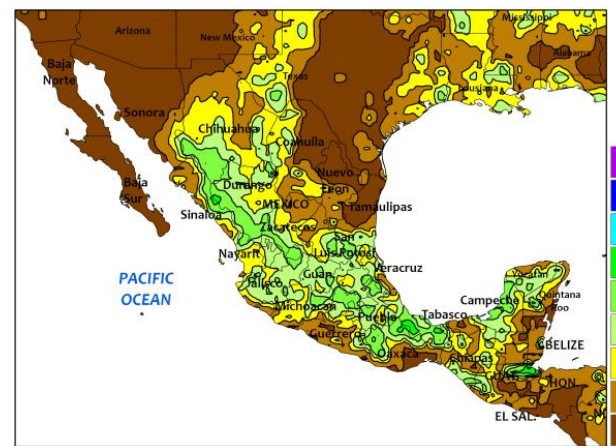 Arizona
New Mexico
Mississippi
Alabama
Baja
Norte
Texas
Louisiana
Sonora
Chihuahua
Coahuila
Baja
Sur
Durango
Nuevo
Leon
MEXICO
Tamaulipas
Sinaloa
Zacatecas
San
Luis Potosi
Nayarit
Veracruz
PACIFIC
OCEAN
Jalisco
Guan.
Yucatan
Quintana
Roo
Campeche
Michoacan
Pueblo
Tabasco
Guerrero
BELIZE
Oaxaca
Chiapas
HON.
EL SAL.